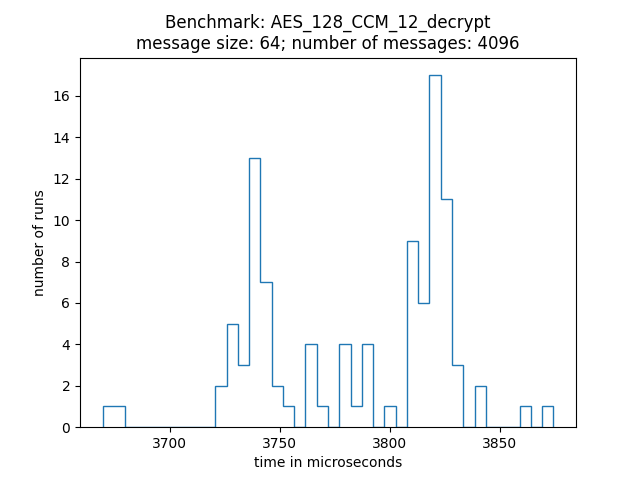 Benchmark: AES_128_CCM_12_decrypt
message size: 64; number of messages: 4096
number of runs
16
14
12
10
8
6
4
2
0
3700 3750 3800 3850
time in microseconds